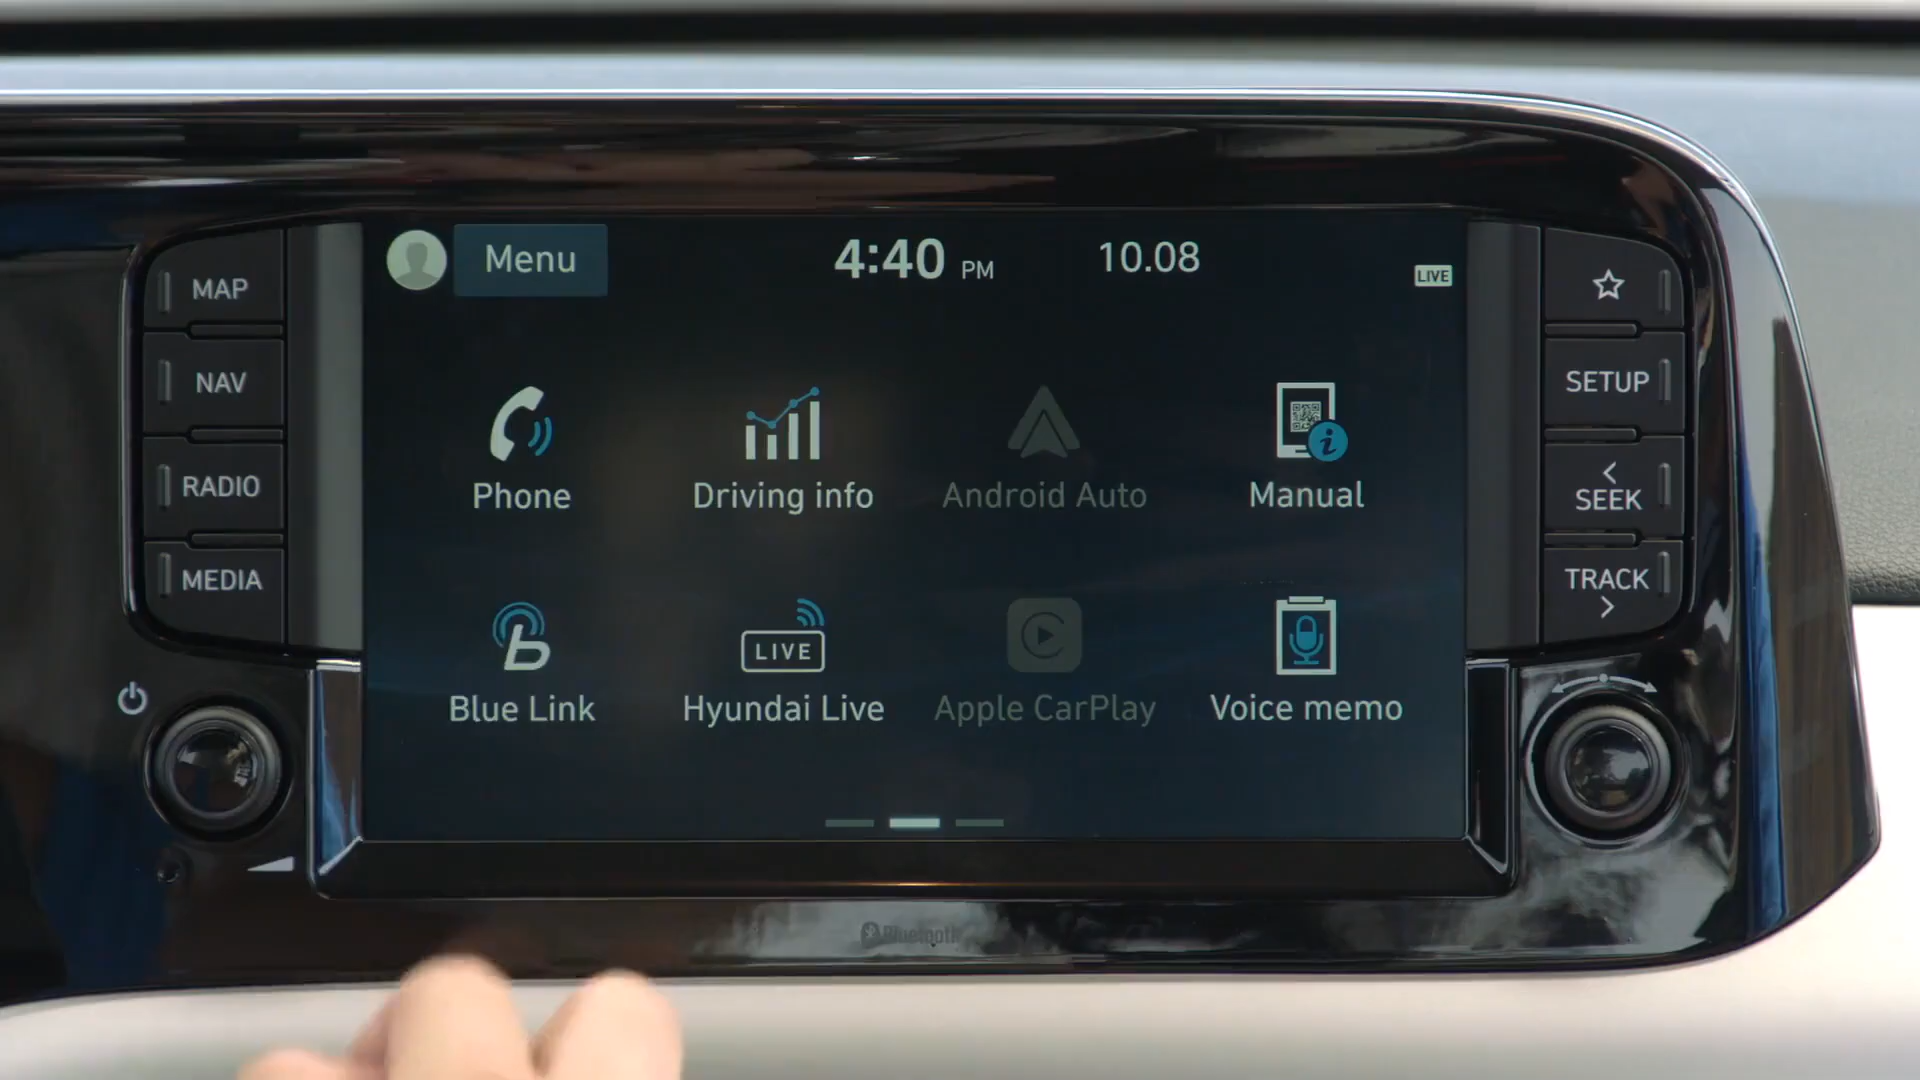 Menu
4:40 PM
10.08
LIVE
MAP
NAV
RADIO
MEDIA
Phone
Driving info
Android Auto
Manual
Blue Link
LIVE
Hyundai Live
Apple CarPlay
Voice memo
SETUP
SEEK
TRACK
Bluetooth